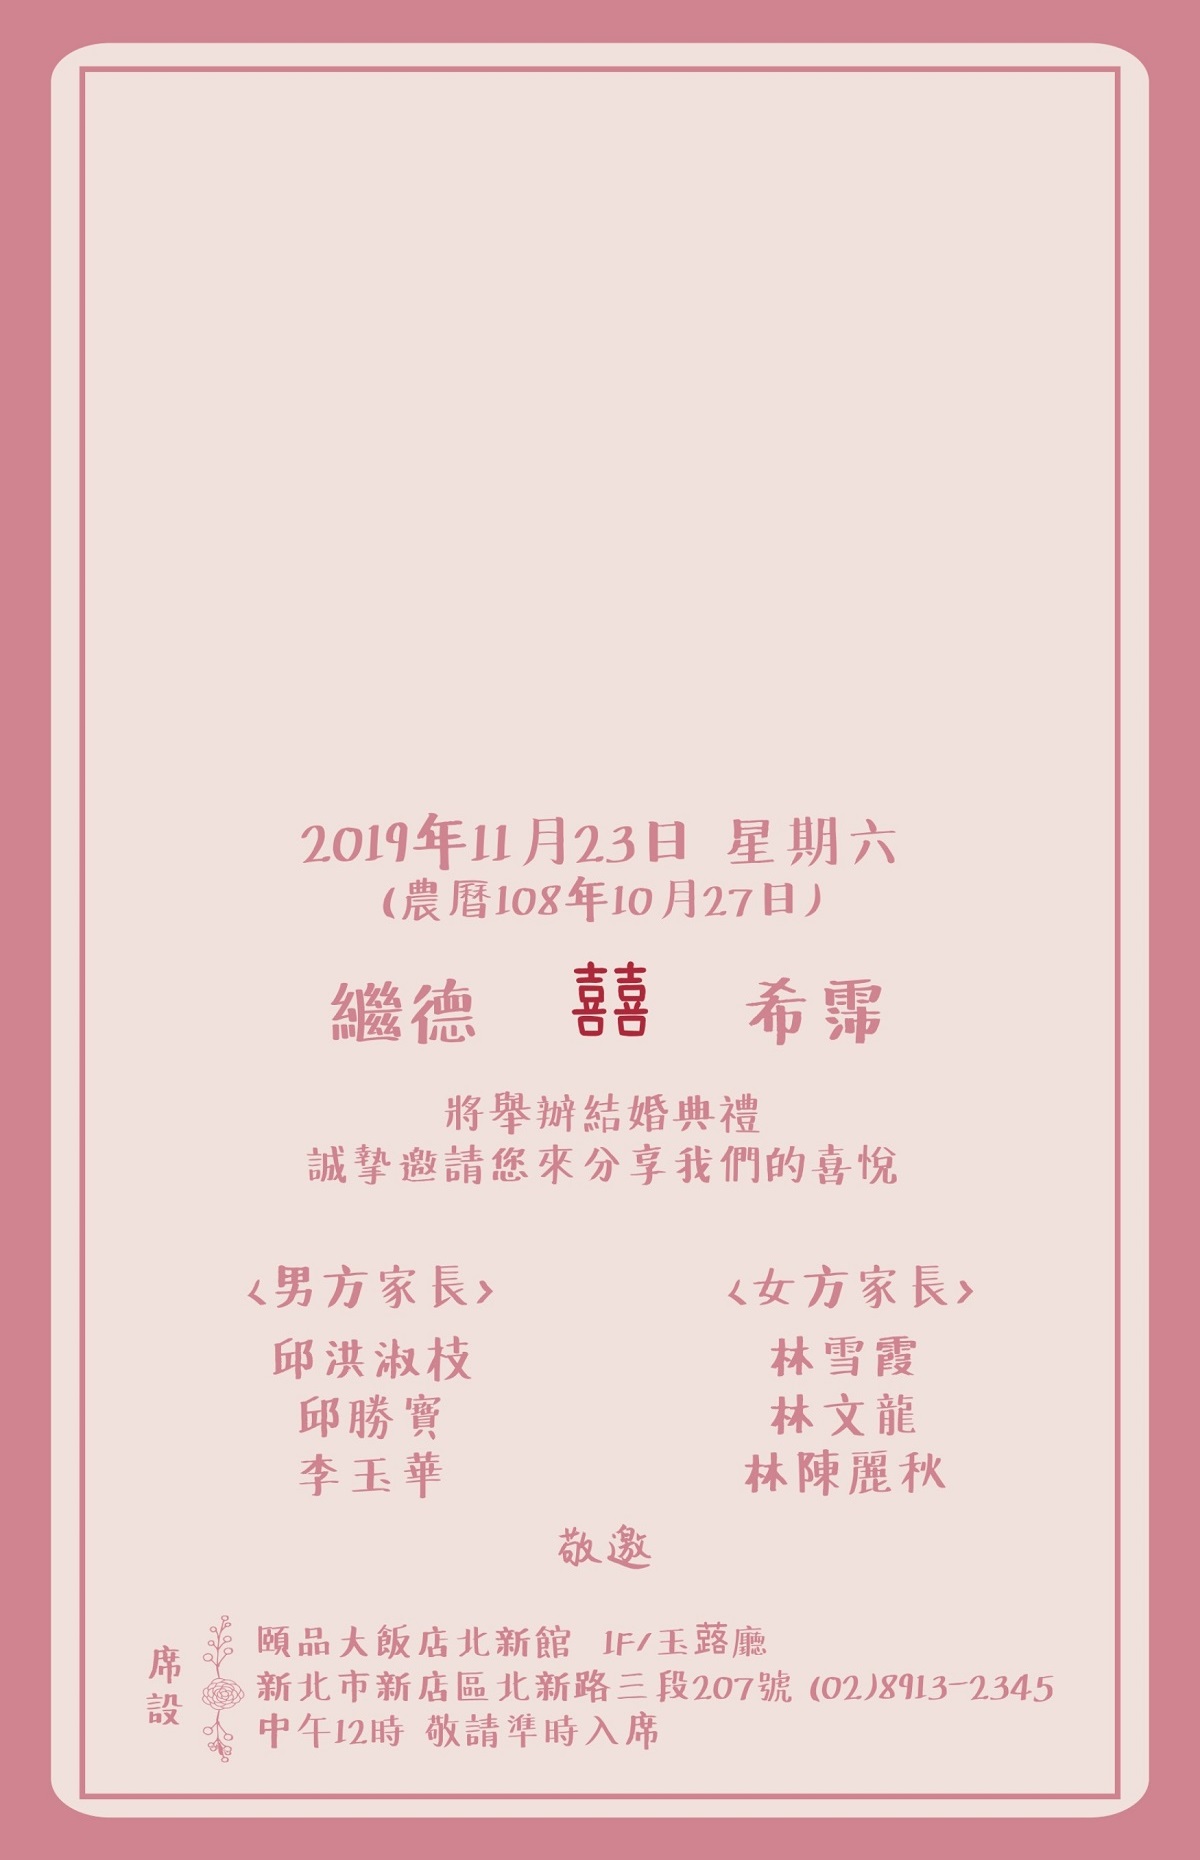 2019年11月23日 星期六
(農曆108年10月27日)
繼德 囍 希霈
將舉辦結婚典禮
誠摯邀請您來分享我們的喜悅
<男方家長>
邱洪淑枝
邱勝寶
李玉華
<女方家長>
林雪霞
林文龍
林陳麗秋
敬邀
席設
頤品大飯店北新館 1F/玉蕗廳
新北市新店區北新路三段207號 (02)8913-2345
中午12時 敬請準時入席